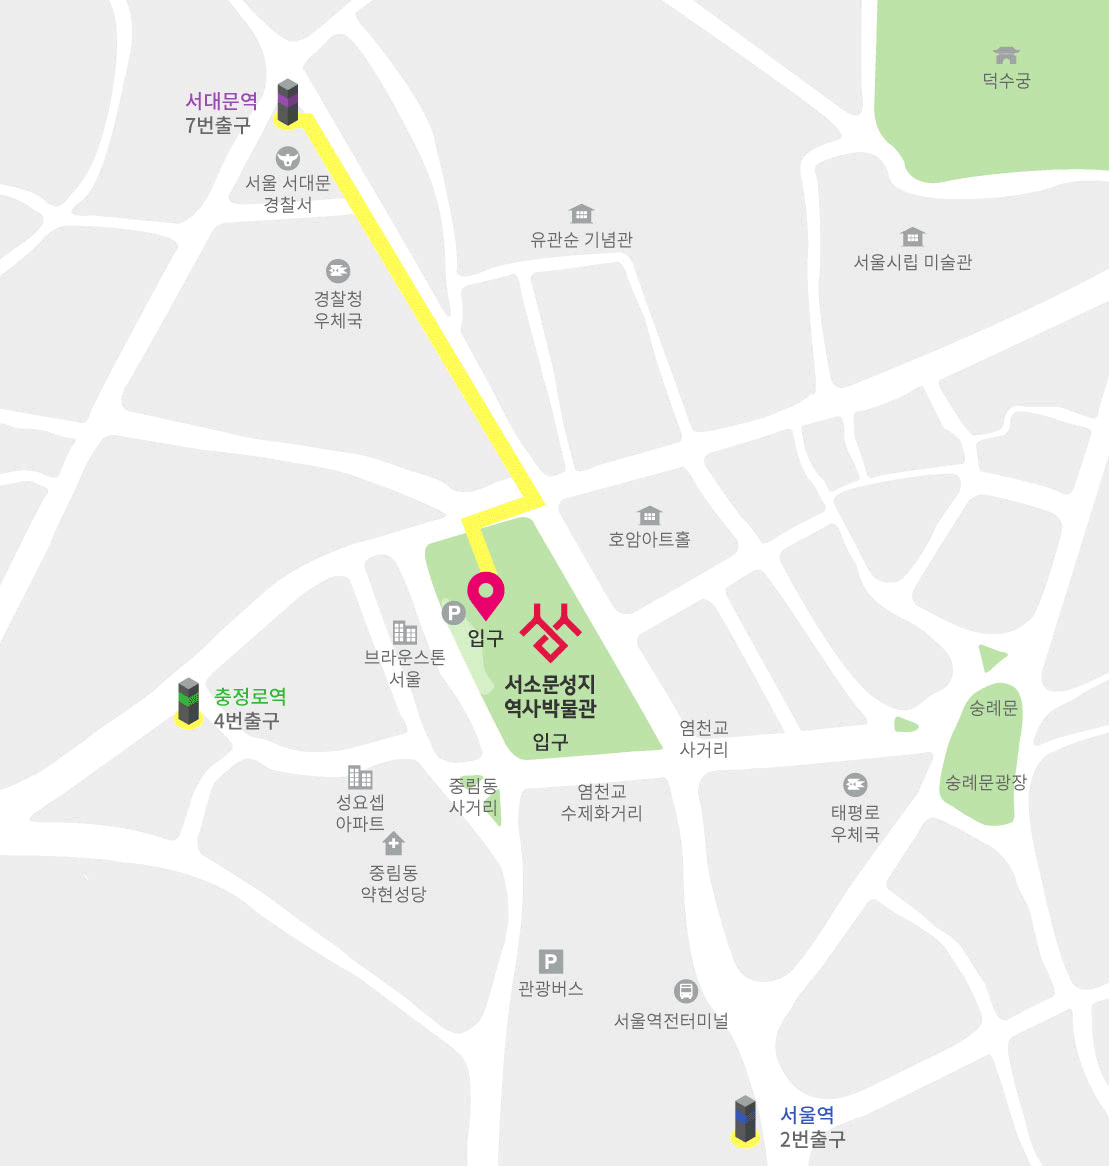 덕수궁
서대문역
7번출구
서울 서대문
경찰서
유관순 기념관
서울시립 미술관
경찰청
우체국
호암아트홀
P
입구
브라운스톤
서울
서소문성지
역사박물관
입구
충정로역
4번출구
염천교
사거리
숭례문
숭례문광장
성요셉
아파트
중림동
사거리
염천교
수제화거리
태평로
우체국
중림동
약현성당
P
관광버스
서울역전터미널
서울역
2번출구